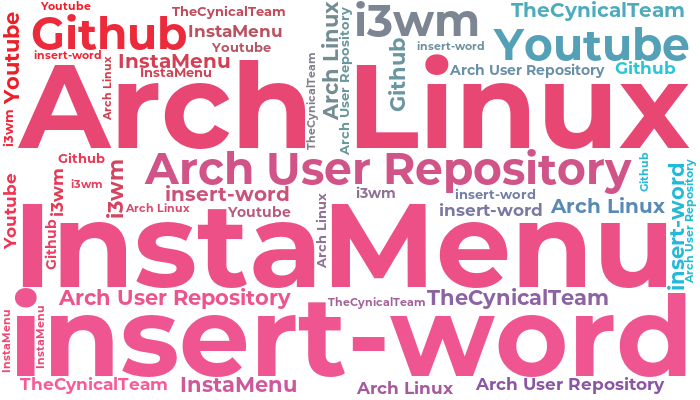 Youtube
TheCynicalTeam
TheCynicalTeam
Github
InstaMenu
Youtube
i3wm
Youtube
insert-word
InstaMenu
InstaMenu
Youtube
Arch Linux
Arch User Repository
Github
insert-word
Arch User Repository
Github
i3wm
Arch Linux
TheCynicalTeam
Arch Linux
Github
Arch User Repository
Github
i3wm
i3wm
i3wm
insert-word
i3wm
insert-word
insert-word
Arch Linux
Youtube
Github
Arch Linux
Youtube
Arch Linux
insert-word
Arch User Repository
InstaMenu
Arch User Repository
TheCynicalTeam
TheCynicalTeam
insert-word
InstaMenu
InstaMenu
TheCynicalTeam
InstaMenu
Arch Linux
Arch User Repository